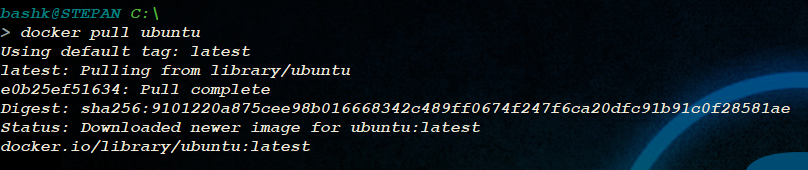 bashk@STEPAN C:\
> docker pull ubuntu
Using default tag: latest
latest: Pulling from library/ubuntu
e0b25ef51634: Pull complete
Digest: sha256:9101220a875cee98b016668342c489ff0674f247f6ca20dfc91b91c0f28581ae
Status: Downloaded newer image for ubuntu:latest
docker.io/library/ubuntu:latest